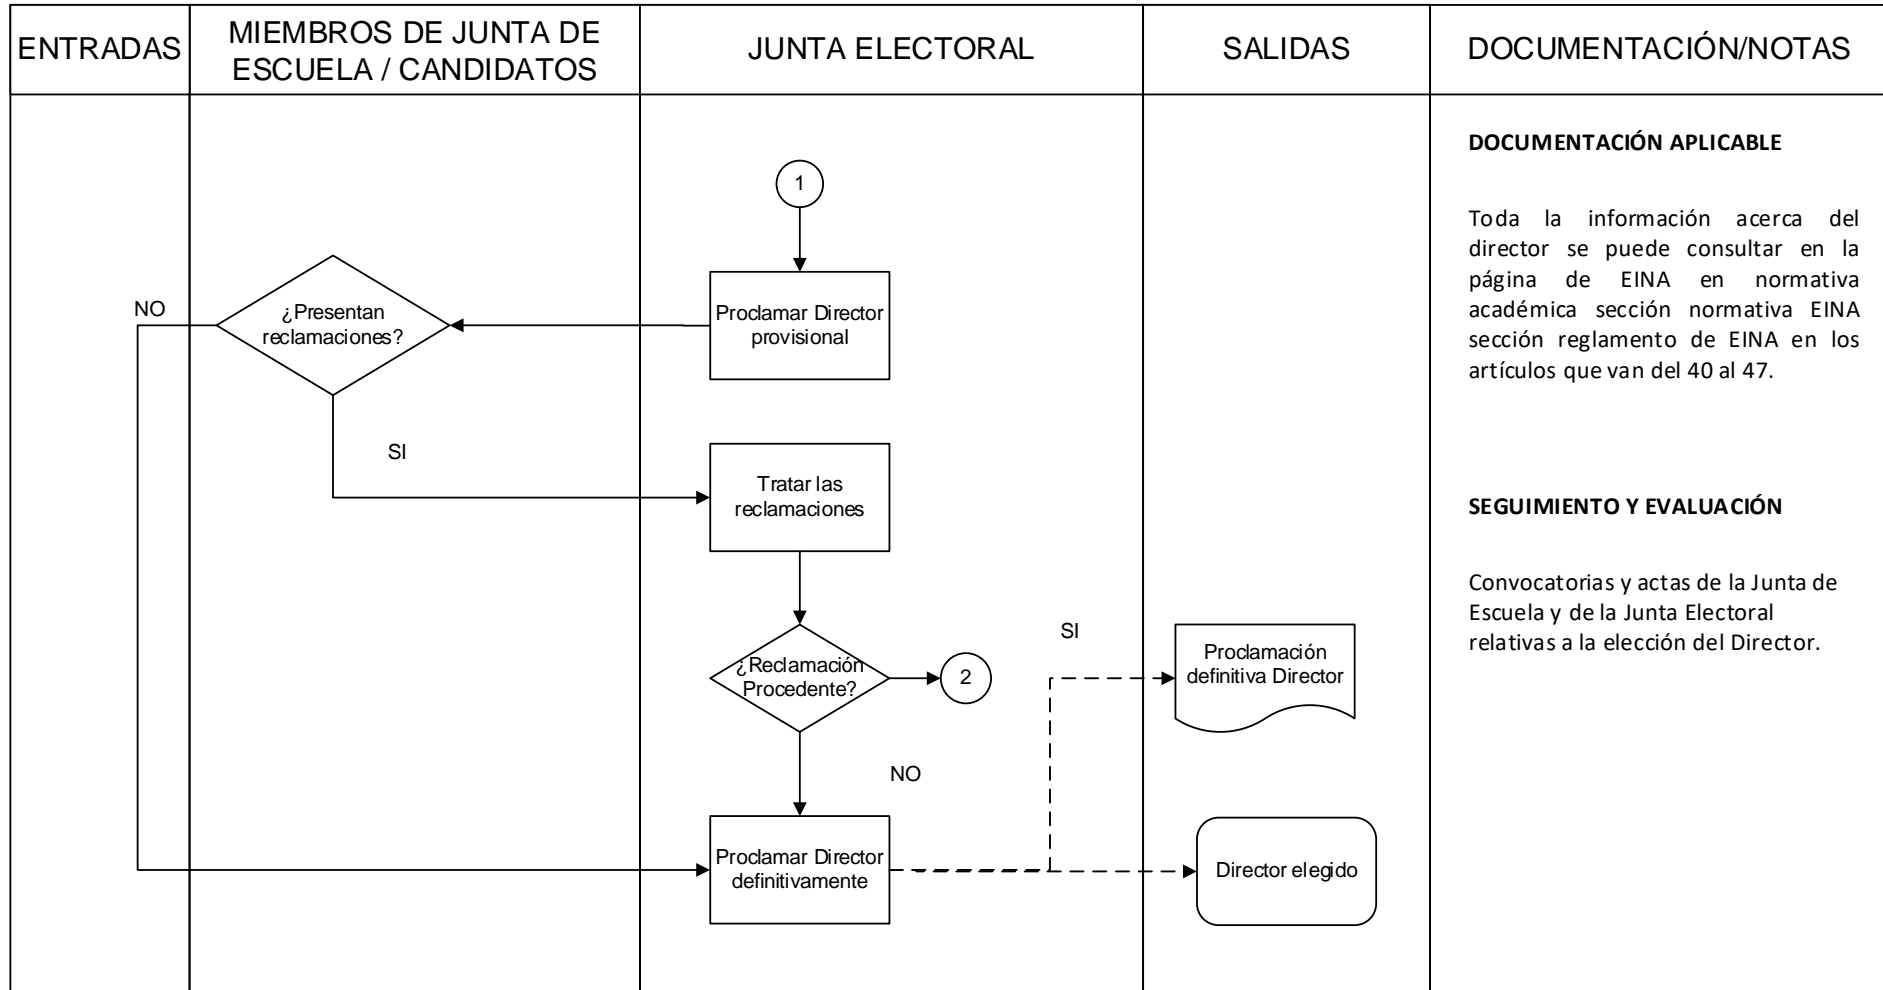 ENTRADAS
MIEMBROS DE JUNTA DE
ESCUELA / CANDIDATOS
JUNTA ELECTORAL
SALIDAS
DOCUMENTACIÓN/NOTAS
1
Proclamar Director
provisional
¿Presentan
reclamaciones?
NO
SI
Tratar las
reclamaciones
¿Reclamación
Procedente?
2
SI
NO
Proclamar Director
definitivamente
Proclamación
definitiva Director
Director elegido
DOCUMENTACIÓN APLICABLE
Toda la información acerca del
director se puede consultar en la
página de EINA en normativa
académica sección normativa EINA
sección reglamento de EINA en los
artículos que van del 40 al 47.
SEGUIMIENTO Y EVALUACIÓN
Convocatorias y actas de la Junta de
Escuela y de la Junta Electoral
relativas a la elección del Director.